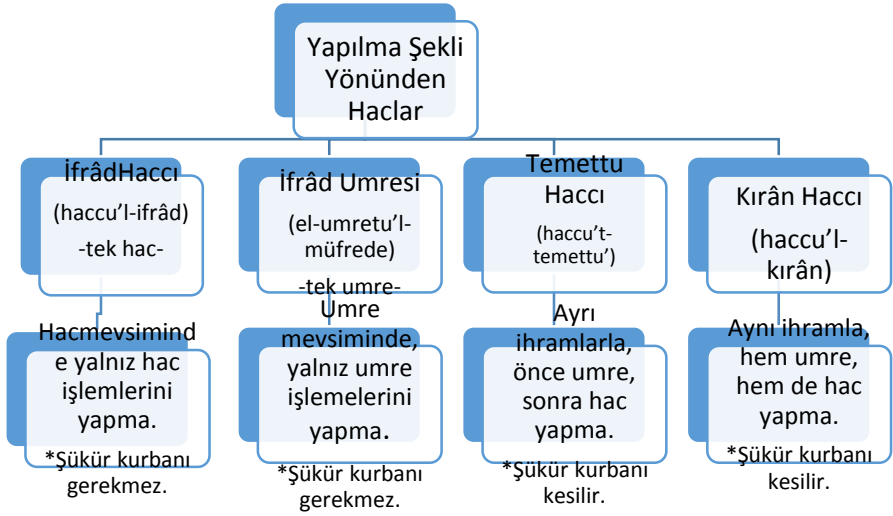 Yapılma Şekli
Yönünden
Haclar
İfrâdHaccı
(haccu'l-ifrâd)
-tek hac-
İfrâd Umresi
(el-umretu'l-
müfrede)
-tek umre-
Temettu
Haccı
(haccu't-
temettu')
Kırân Haccı
(haccu'l-
kırân)
Hacmevsimind
e yalnız hac
işlemlerini
yapma.
*Şükür kurbanı
gerekmez.
Umre
mevsiminde,
yalnız umre
işlemelerini
yapma.
*Şükür kurbanı
gerekmez.
Ayrı
ihramlarla,
önce umre,
sonra hac
yapma.
*Şükür kurbanı
kesilir.
Aynı ihramla,
hem umre,
hem de hac
yapma.
*Şükür kurbanı
kesilir.